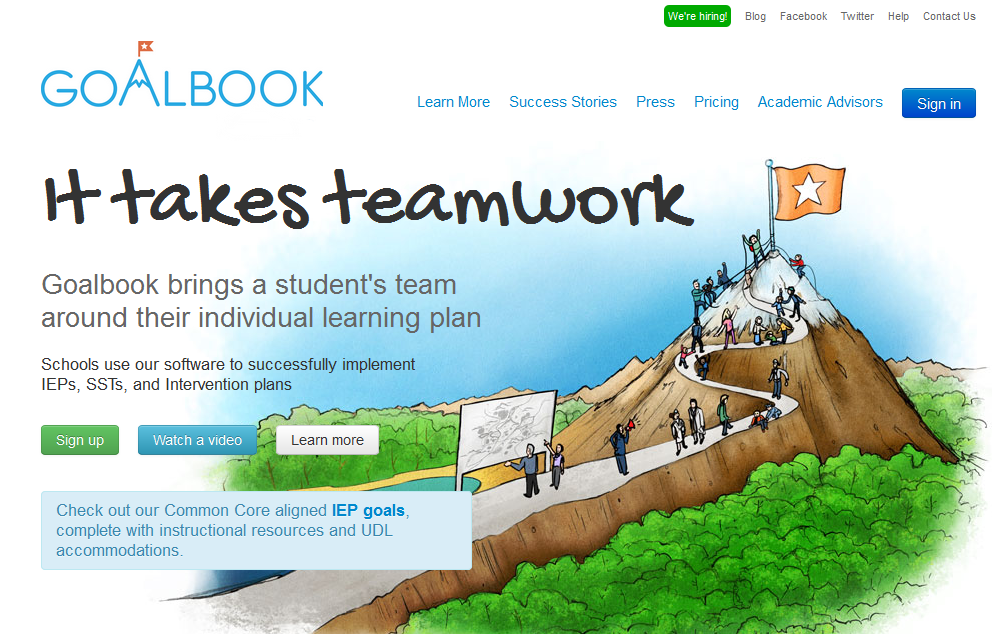 We're hiring! Blog Facebook Twitter Help Contact Us
GOALBOOK
Learn More Success Stories Press Pricing Academic Advisors Sign in
It takes teamwork
Goalbook brings a student's team
around their individual learning plan
Schools use our software to successfully implement
IEPs, SSTs, and Intervention plans
Sign up Watch a video Learn more
Check out our Common Core aligned IEP goals,
complete with instructional resources and UDL
accommodations.